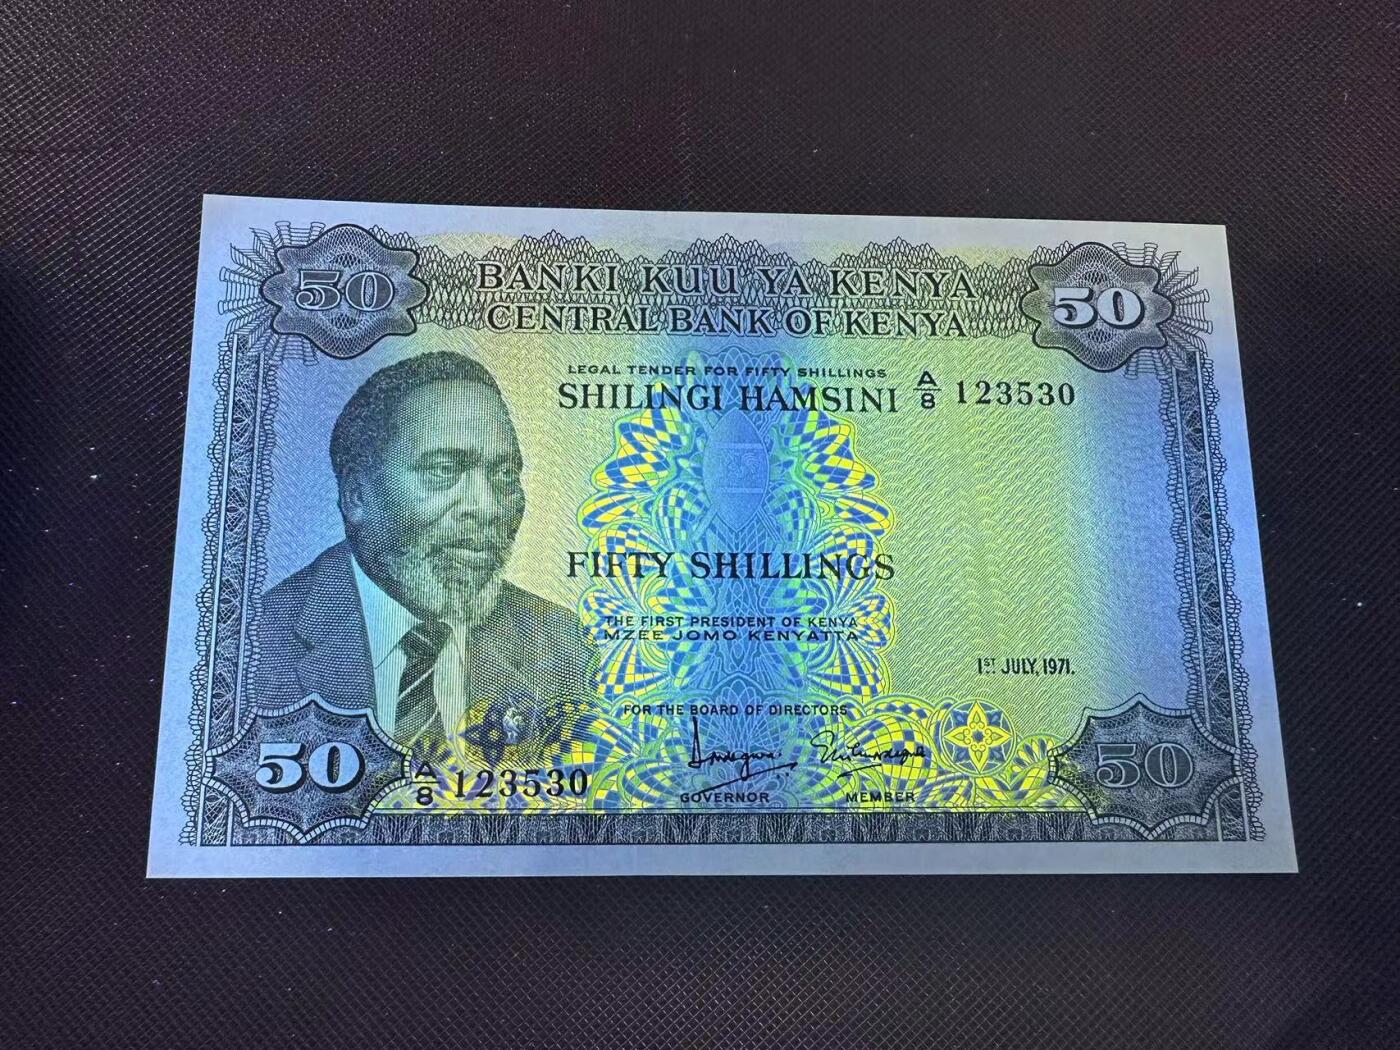 50
BANKI KUU YA KENYA
CENTRAL BANK OF KENYA
50
LEGAL TENDER FOR FIFTY SHILLINGS
SHILINGI HAMSINI
A/8 123530
FIFTY SHILLINGS
THE FIRST PRESIDENT OF KENYA
MZEE JOMO KENYATTA
1ST JULY, 1971.
FOR THE BOARD OF DIRECTORS
50
A/8 123530
GOVERNOR
MEMBER
50